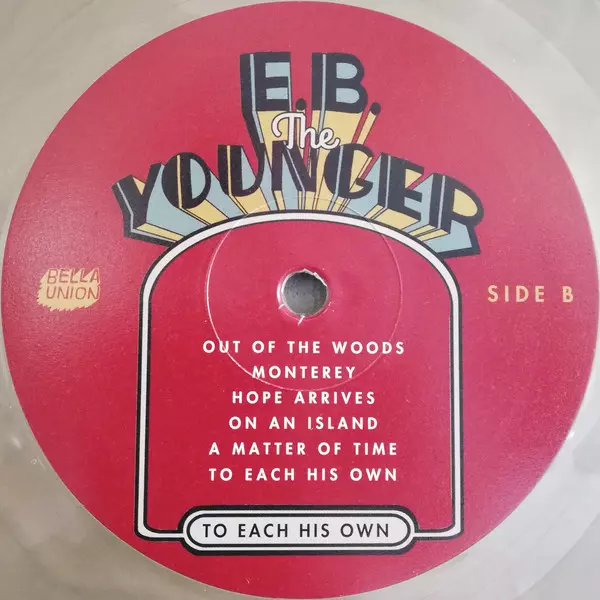 E.B.
The
YOUNGER
BELLA
UNION
SIDE B
OUT OF THE WOODS
MONTEREY
HOPE ARRIVES
ON AN ISLAND
A MATTER OF TIME
TO EACH HIS OWN
TO EACH HIS OWN